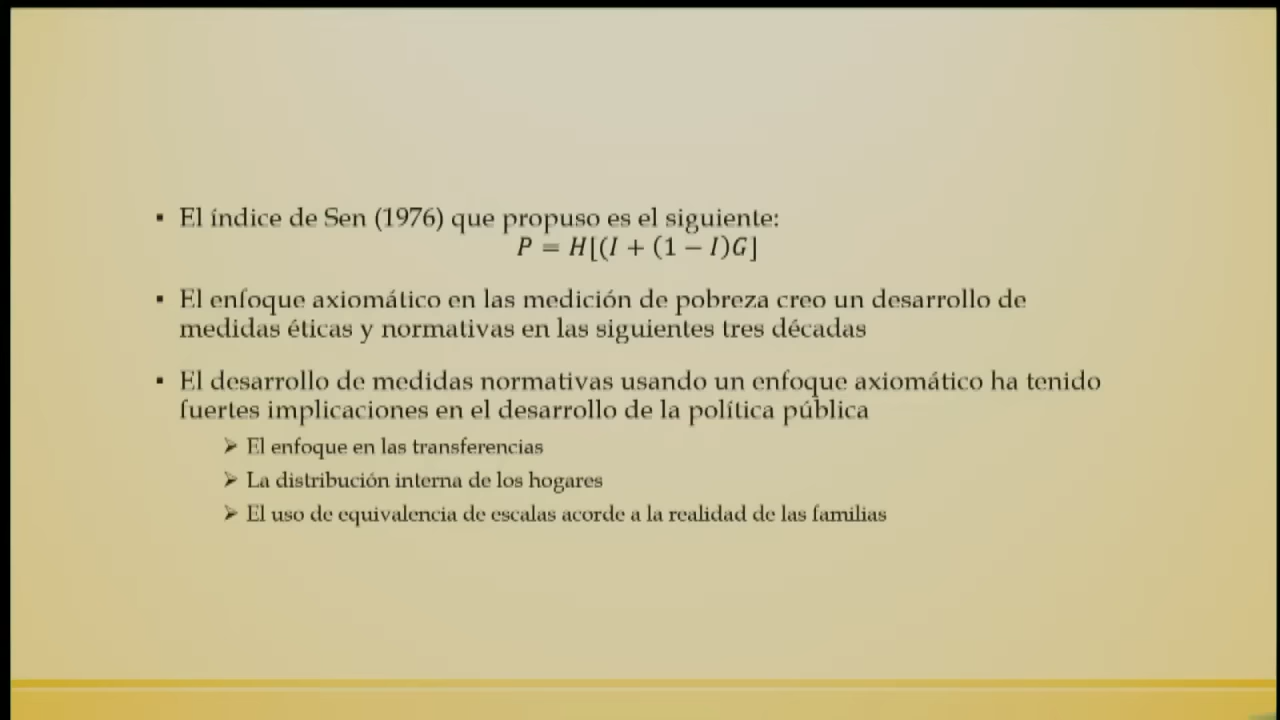 ▪ El índice de Sen (1976) que propuso es el siguiente:
P = H[(I + (1 − I)G]
▪ El enfoque axiomático en las medición de pobreza creo un desarrollo de
medidas éticas y normativas en las siguientes tres décadas
▪ El desarrollo de medidas normativas usando un enfoque axiomático ha tenido
fuertes implicaciones en el desarrollo de la política pública
➢ El enfoque en las transferencias
➢ La distribución interna de los hogares
➢ El uso de equivalencia de escalas acorde a la realidad de las familias